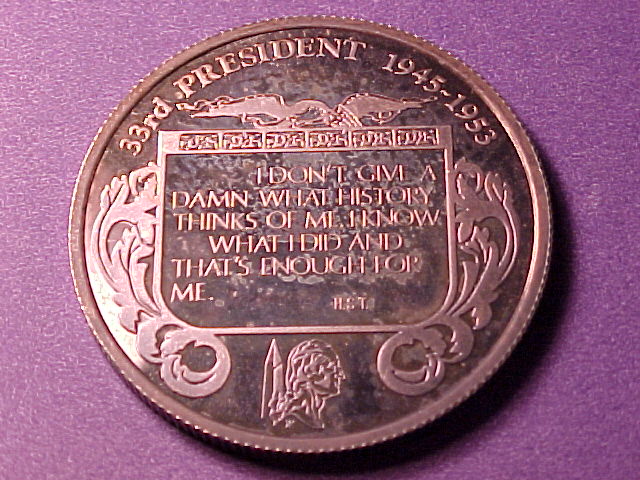 33rd PRESIDENT 1945-1953
I DON'T GIVE A
DAMN WHAT HISTORY
THINKS OF ME. I KNOW
WHAT I DID AND
THAT'S ENOUGH FOR
ME.
H.S.T.